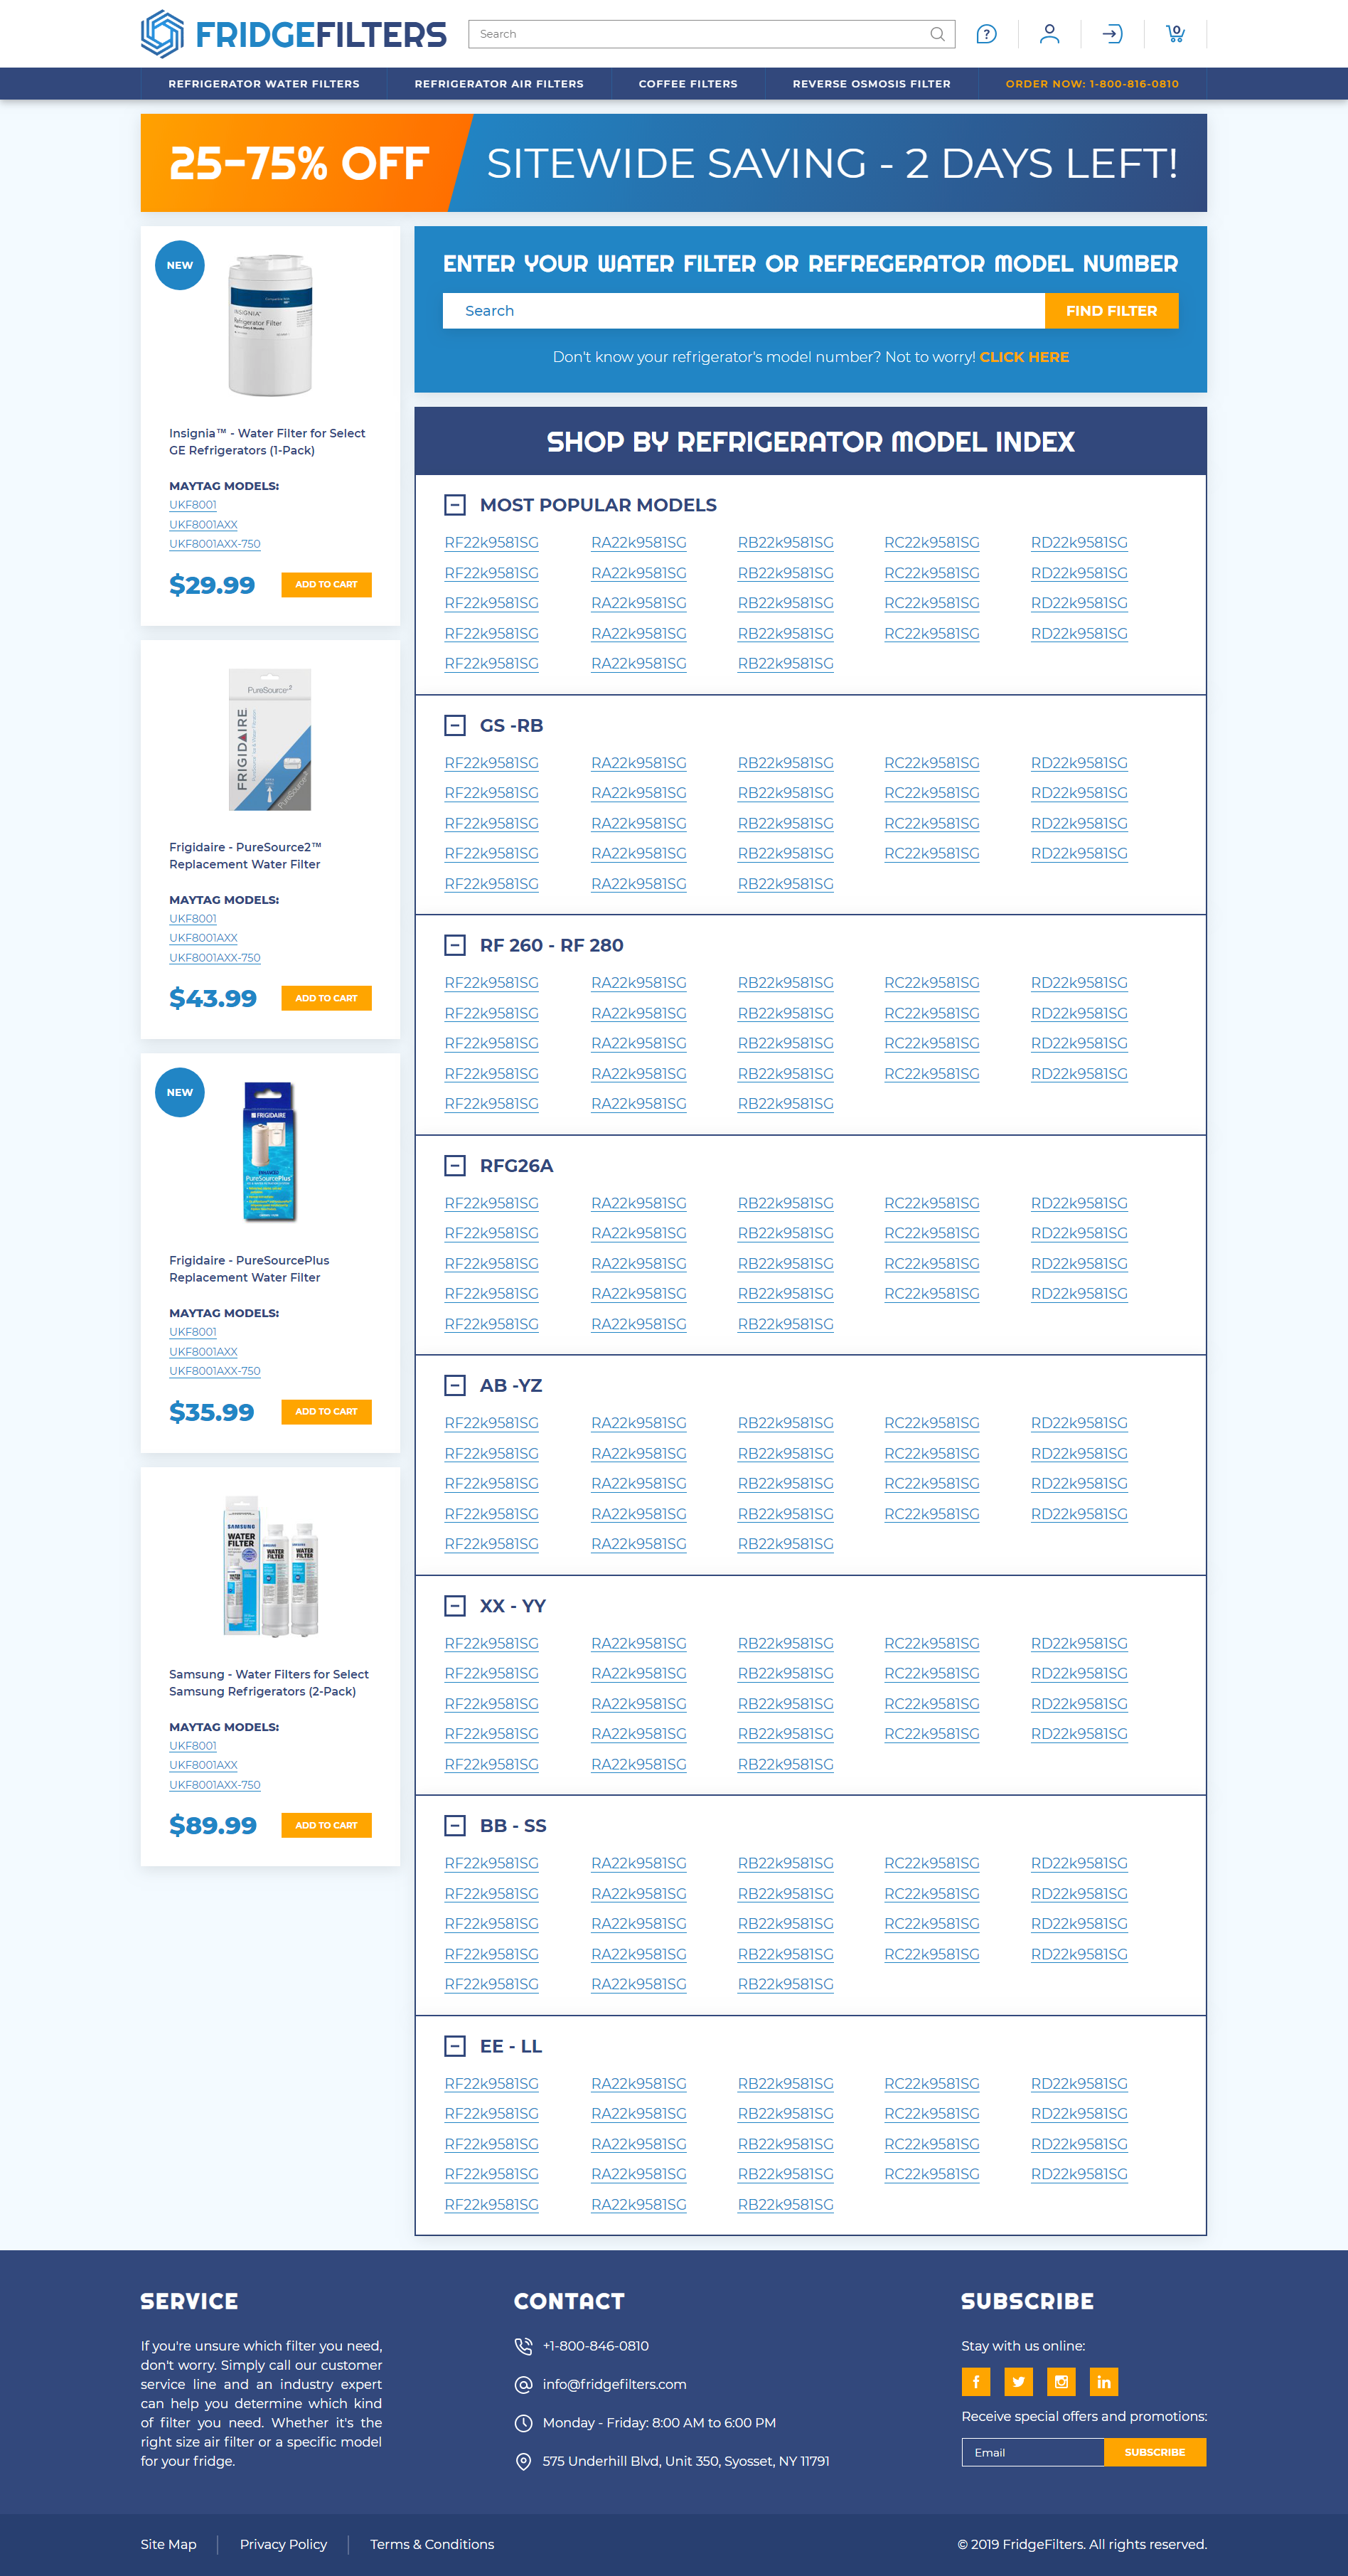 FRIDGEFILTERS
Search
?
0
REFRIGERATOR WATER FILTERS
REFRIGERATOR AIR FILTERS
COFFEE FILTERS
REVERSE OSMOSIS FILTER
ORDER NOW: 1-800-816-0810
25-75% OFF
SITEWIDE SAVING - 2 DAYS LEFT!
NEW
INSIGNIA™
Refrigerator Filter
Insignia™ - Water Filter for Select
GE Refrigerators (1-Pack)
MAYTAG MODELS:
UKF8001
UKF8001AXX
UKF8001AXX-750
$29.99
ADD TO CART
PureSource2
FRIGIDAIRE
PureSource2
Frigidaire - PureSource2™
Replacement Water Filter
MAYTAG MODELS:
UKF8001
UKF8001AXX
UKF8001AXX-750
$43.99
ADD TO CART
NEW
FRIGIDAIRE
ENHANCED
PureSourcePlus
Frigidaire - PureSourcePlus
Replacement Water Filter
MAYTAG MODELS:
UKF8001
UKF8001AXX
UKF8001AXX-750
$35.99
ADD TO CART
SAMSUNG
WATER
FILTER
WATER
FILTER
WATER
FILTER
Samsung - Water Filters for Select
Samsung Refrigerators (2-Pack)
MAYTAG MODELS:
UKF8001
UKF8001AXX
UKF8001AXX-750
$89.99
ADD TO CART
ENTER YOUR WATER FILTER OR REFREGERATOR MODEL NUMBER
Search
FIND FILTER
Don't know your refrigerator's model number? Not to worry! CLICK HERE
SHOP BY REFRIGERATOR MODEL INDEX
MOST POPULAR MODELS
RF22k9581SG RA22k9581SG RB22k9581SG RC22k9581SG RD22k9581SG
RF22k9581SG RA22k9581SG RB22k9581SG RC22k9581SG RD22k9581SG
RF22k9581SG RA22k9581SG RB22k9581SG RC22k9581SG RD22k9581SG
RF22k9581SG RA22k9581SG RB22k9581SG RC22k9581SG RD22k9581SG
RF22k9581SG RA22k9581SG RB22k9581SG
GS -RB
RF22k9581SG RA22k9581SG RB22k9581SG RC22k9581SG RD22k9581SG
RF22k9581SG RA22k9581SG RB22k9581SG RC22k9581SG RD22k9581SG
RF22k9581SG RA22k9581SG RB22k9581SG RC22k9581SG RD22k9581SG
RF22k9581SG RA22k9581SG RB22k9581SG RC22k9581SG RD22k9581SG
RF22k9581SG RA22k9581SG RB22k9581SG
RF 260 - RF 280
RF22k9581SG RA22k9581SG RB22k9581SG RC22k9581SG RD22k9581SG
RF22k9581SG RA22k9581SG RB22k9581SG RC22k9581SG RD22k9581SG
RF22k9581SG RA22k9581SG RB22k9581SG RC22k9581SG RD22k9581SG
RF22k9581SG RA22k9581SG RB22k9581SG RC22k9581SG RD22k9581SG
RF22k9581SG RA22k9581SG RB22k9581SG
RFG26A
RF22k9581SG RA22k9581SG RB22k9581SG RC22k9581SG RD22k9581SG
RF22k9581SG RA22k9581SG RB22k9581SG RC22k9581SG RD22k9581SG
RF22k9581SG RA22k9581SG RB22k9581SG RC22k9581SG RD22k9581SG
RF22k9581SG RA22k9581SG RB22k9581SG RC22k9581SG RD22k9581SG
RF22k9581SG RA22k9581SG RB22k9581SG
AB -YZ
RF22k9581SG RA22k9581SG RB22k9581SG RC22k9581SG RD22k9581SG
RF22k9581SG RA22k9581SG RB22k9581SG RC22k9581SG RD22k9581SG
RF22k9581SG RA22k9581SG RB22k9581SG RC22k9581SG RD22k9581SG
RF22k9581SG RA22k9581SG RB22k9581SG RC22k9581SG RD22k9581SG
RF22k9581SG RA22k9581SG RB22k9581SG
XX - YY
RF22k9581SG RA22k9581SG RB22k9581SG RC22k9581SG RD22k9581SG
RF22k9581SG RA22k9581SG RB22k9581SG RC22k9581SG RD22k9581SG
RF22k9581SG RA22k9581SG RB22k9581SG RC22k9581SG RD22k9581SG
RF22k9581SG RA22k9581SG RB22k9581SG RC22k9581SG RD22k9581SG
RF22k9581SG RA22k9581SG RB22k9581SG
BB - SS
RF22k9581SG RA22k9581SG RB22k9581SG RC22k9581SG RD22k9581SG
RF22k9581SG RA22k9581SG RB22k9581SG RC22k9581SG RD22k9581SG
RF22k9581SG RA22k9581SG RB22k9581SG RC22k9581SG RD22k9581SG
RF22k9581SG RA22k9581SG RB22k9581SG RC22k9581SG RD22k9581SG
RF22k9581SG RA22k9581SG RB22k9581SG
EE - LL
RF22k9581SG RA22k9581SG RB22k9581SG RC22k9581SG RD22k9581SG
RF22k9581SG RA22k9581SG RB22k9581SG RC22k9581SG RD22k9581SG
RF22k9581SG RA22k9581SG RB22k9581SG RC22k9581SG RD22k9581SG
RF22k9581SG RA22k9581SG RB22k9581SG RC22k9581SG RD22k9581SG
RF22k9581SG RA22k9581SG RB22k9581SG
SERVICE
If you're unsure which filter you need,
don't worry. Simply call our customer
service line and an industry expert
can help you determine which kind
of filter you need. Whether it's the
right size air filter or a specific model
for your fridge.
CONTACT
+1-800-846-0810
info@fridgefilters.com
Monday - Friday: 8:00 AM to 6:00 PM
575 Underhill Blvd, Unit 350, Syosset, NY 11791
SUBSCRIBE
Stay with us online:
Receive special offers and promotions:
Email
SUBSCRIBE
Site Map
Privacy Policy
Terms & Conditions
© 2019 FridgeFilters. All rights reserved.